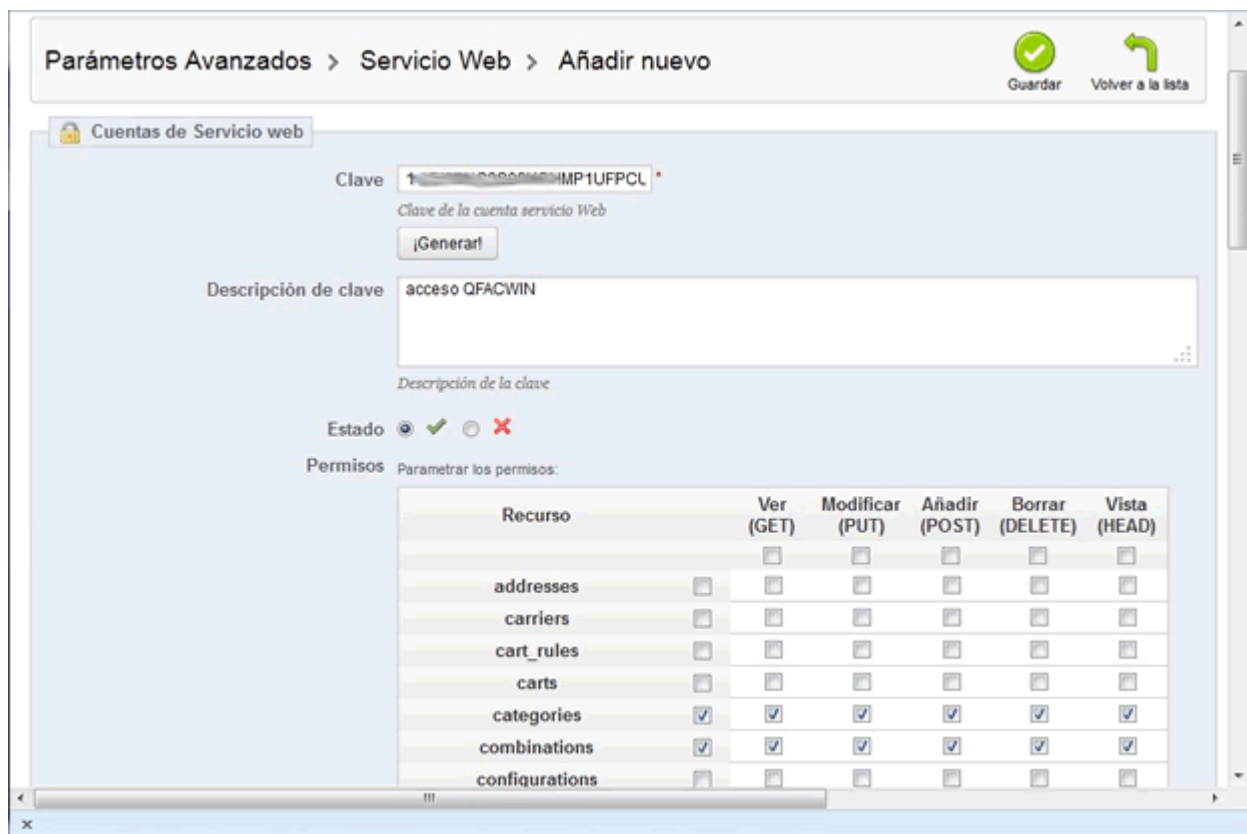 Parámetros Avanzados > Servicio Web > Añadir nuevo
Guardar
Volver a la lista
Cuentas de Servicio web
Clave
HMP1UFPCU *
Clave de la cuenta servicio Web
¡Generar!
Descripción de clave
acceso QFACWIN
Descripción de la clave
Estado
Permisos Parametrar los permisos:
Recurso Ver (GET) Modificar (PUT) Añadir (POST) Borrar (DELETE) Vista (HEAD)
addresses
carriers
cart_rules
carts
categories
combinations
configurations